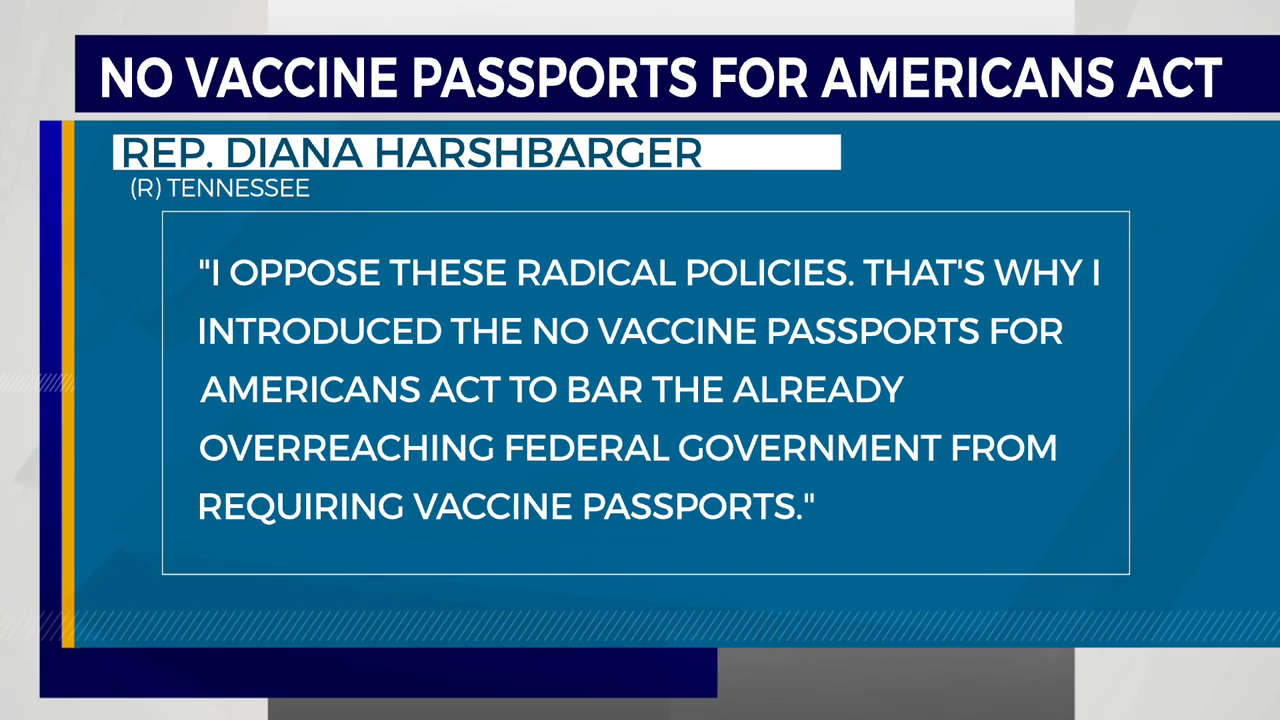 NO VACCINE PASSPORTS FOR AMERICANS ACT
REP. DIANA HARSHBARGER
(R) TENNESSEE
"I OPPOSE THESE RADICAL POLICIES. THAT'S WHY I
INTRODUCED THE NO VACCINE PASSPORTS FOR
AMERICANS ACT TO BAR THE ALREADY
OVERREACHING FEDERAL GOVERNMENT FROM
REQUIRING VACCINE PASSPORTS."